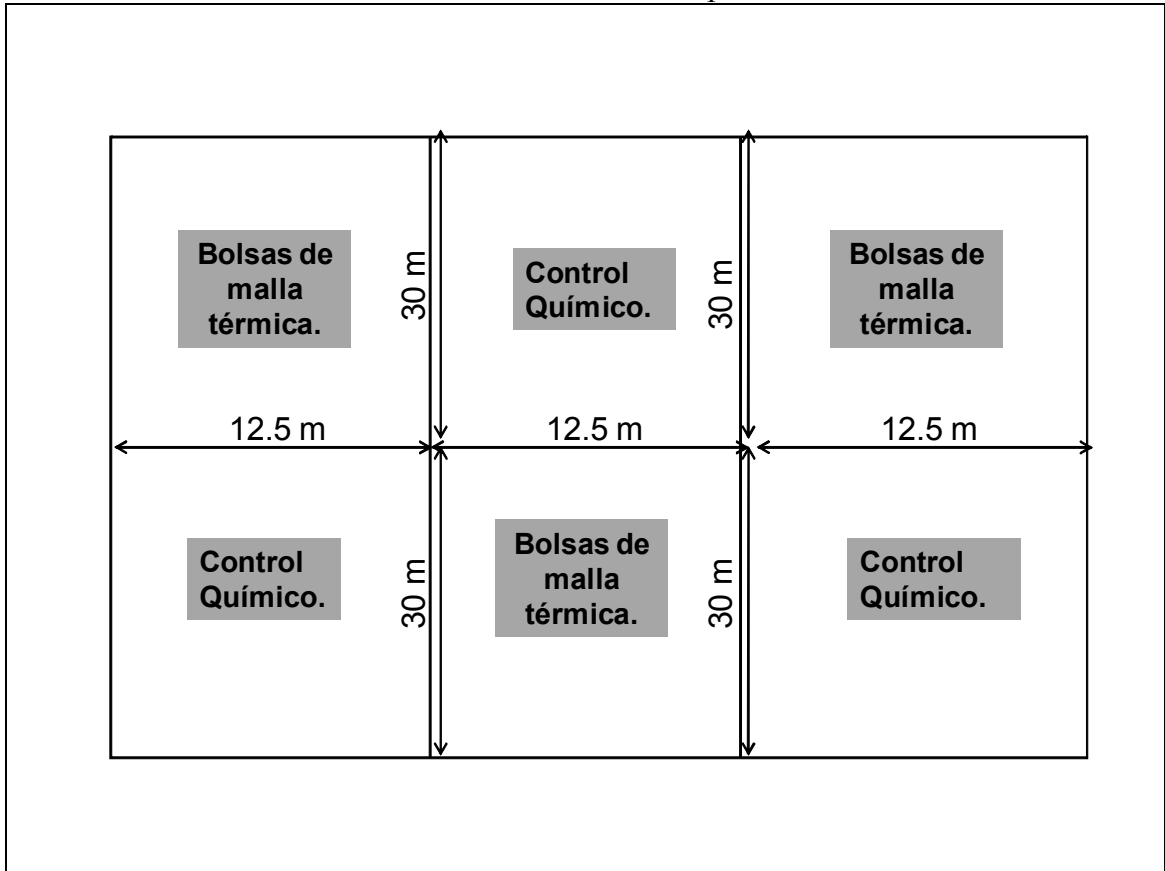 Bolsas de
malla
térmica.
30 m
Control
Químico.
30 m
Bolsas de
malla
térmica.
12.5 m
12.5 m
12.5 m
Control
Químico.
30 m
Bolsas de
malla
térmica.
30 m
Control
Químico.